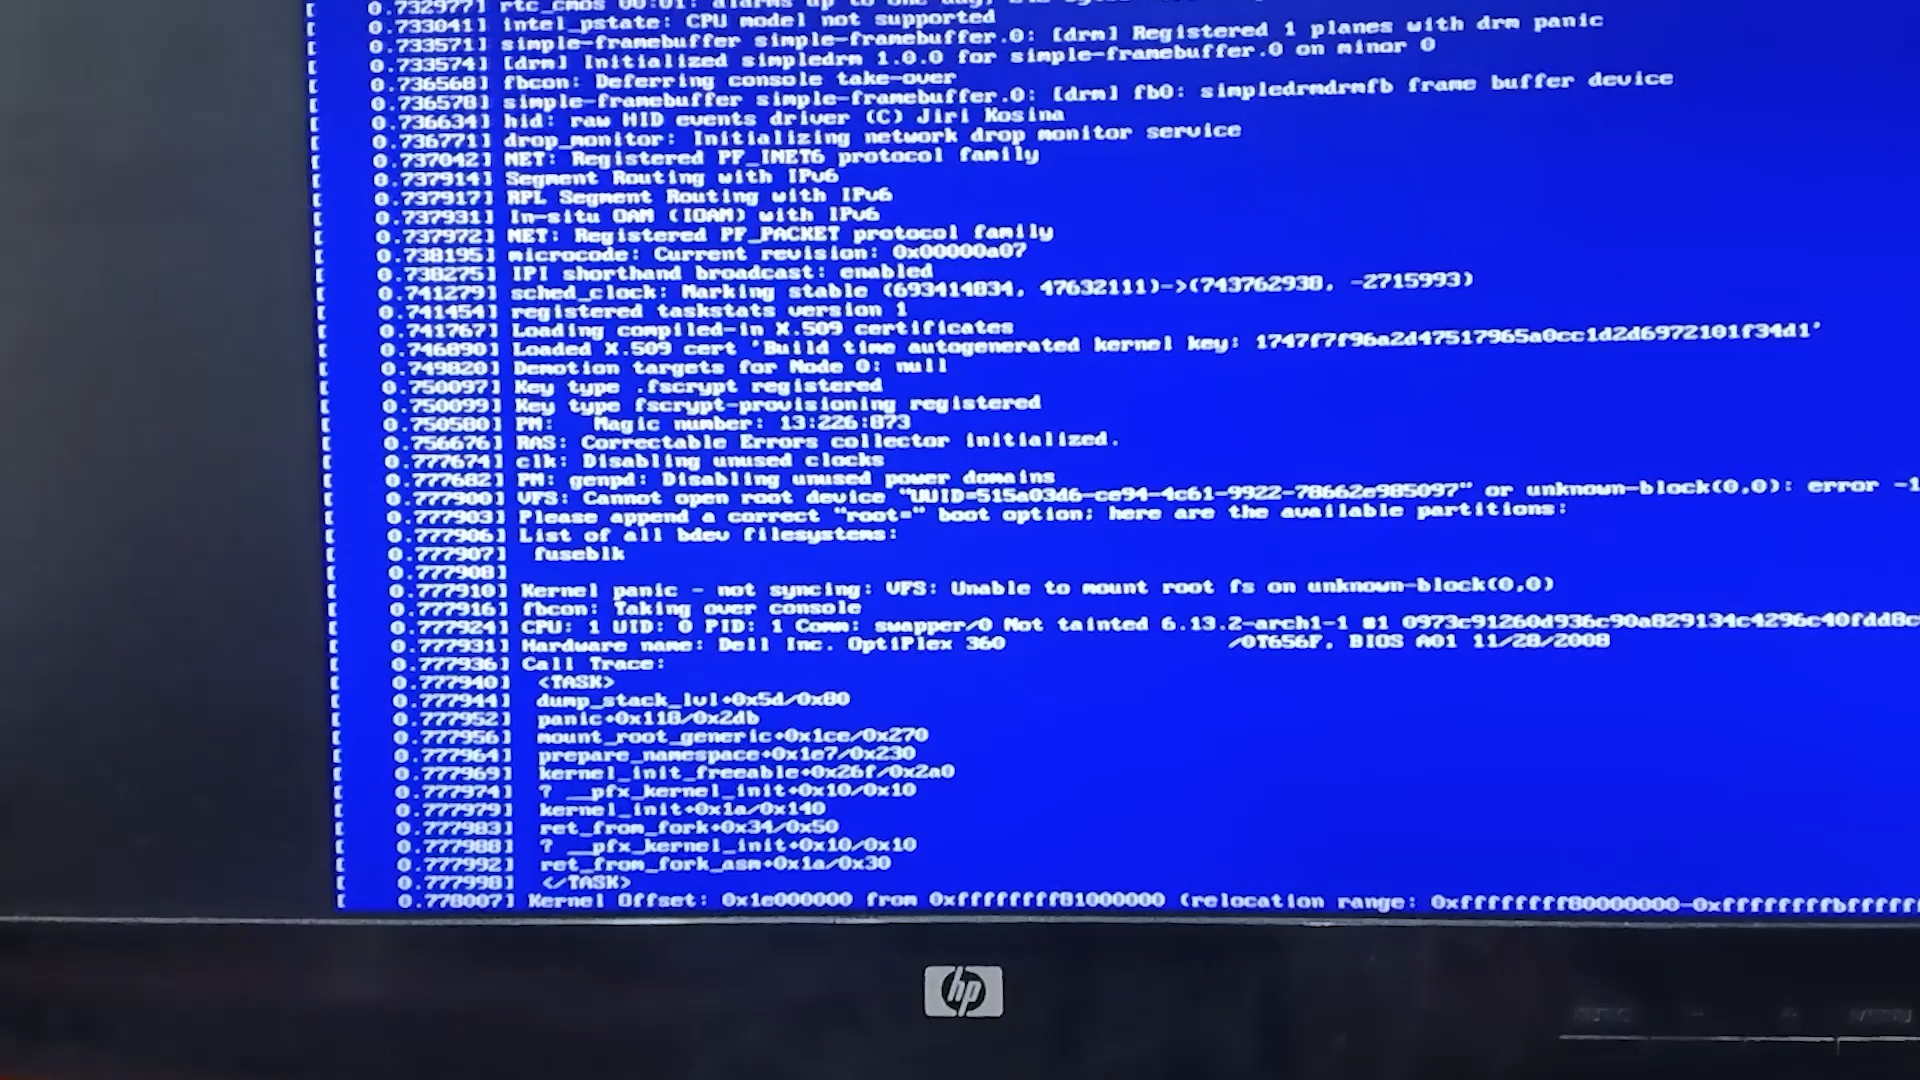 [    0.732977] rtc_cmos 00:01: alarms up to one day,
[    0.733041] intel_pstate: CPU model not supported
[    0.733571] simple-framebuffer simple-framebuffer.0: [drm] Registered 1 planes with drm panic
[    0.733574] [drm] Initialized simpledrm 1.0.0 for simple-framebuffer.0 on minor 0
[    0.736568] fbcon: Deferring console take-over
[    0.736578] simple-framebuffer simple-framebuffer.0: [drm] fb0: simpledrmdrmfb frame buffer device
[    0.736634] hid: raw HID events driver (C) Jiri Kosina
[    0.736771] drop_monitor: Initializing network drop monitor service
[    0.737042] NET: Registered PF_INET6 protocol family
[    0.737914] Segment Routing with IPv6
[    0.737917] RPL Segment Routing with IPv6
[    0.737931] In-situ OAM (IOAM) with IPv6
[    0.737972] NET: Registered PF_PACKET protocol family
[    0.738195] microcode: Current revision: 0x00000a07
[    0.738275] IPI shorthand broadcast: enabled
[    0.741279] sched_clock: Marking stable (693414834, 47632111)->(743762938, -2715993)
[    0.741454] registered taskstats version 1
[    0.741767] Loading compiled-in X.509 certificates
[    0.746890] Loaded X.509 cert 'Build time autogenerated kernel key: 1747f7f96a2d47517965a0cc1d2d6972101f34d1'
[    0.749820] Demotion targets for Node 0: null
[    0.750097] Key type .fscrypt registered
[    0.750099] Key type fscrypt-provisioning registered
[    0.750580] PM:   Magic number: 13:226:873
[    0.756676] RAS: Correctable Errors collector initialized.
[    0.777674] clk: Disabling unused clocks
[    0.777682] PM: genpd: Disabling unused power domains
[    0.777900] VFS: Cannot open root device "UUID=515a03d6-ce94-4c61-9922-78662e985097" or unknown-block(0,0): error -1
[    0.777903] Please append a correct "root=" boot option; here are the available partitions:
[    0.777906] List of all bdev filesystems:
[    0.777907]  fuseblk
[    0.777908]
[    0.777910] Kernel panic - not syncing: VFS: Unable to mount root fs on unknown-block(0,0)
[    0.777916] fbcon: Taking over console
[    0.777924] CPU: 1 UID: 0 PID: 1 Comm: swapper/0 Not tainted 6.13.2-arch1-1 #1 0973c91260d936c90a829134c4296c40fdd8c
[    0.777931] Hardware name: Dell Inc. OptiPlex 360                 /0T656F, BIOS A01 11/28/2008
[    0.777936] Call Trace:
[    0.777940]  <TASK>
[    0.777944]  dump_stack_lvl+0x5d/0x80
[    0.777952]  panic+0x118/0x2db
[    0.777956]  mount_root_generic+0x1ce/0x270
[    0.777964]  prepare_namespace+0x1e7/0x230
[    0.777969]  kernel_init_freeable+0x26f/0x2a0
[    0.777974]  ? __pfx_kernel_init+0x10/0x10
[    0.777979]  kernel_init+0x1a/0x140
[    0.777983]  ret_from_fork+0x34/0x50
[    0.777988]  ? __pfx_kernel_init+0x10/0x10
[    0.777992]  ret_from_fork_asm+0x1a/0x30
[    0.777998]  </TASK>
[    0.778007] Kernel Offset: 0x1e000000 from 0xffffffff81000000 (relocation range: 0xffffffff80000000-0xffffffffbfffff
hp